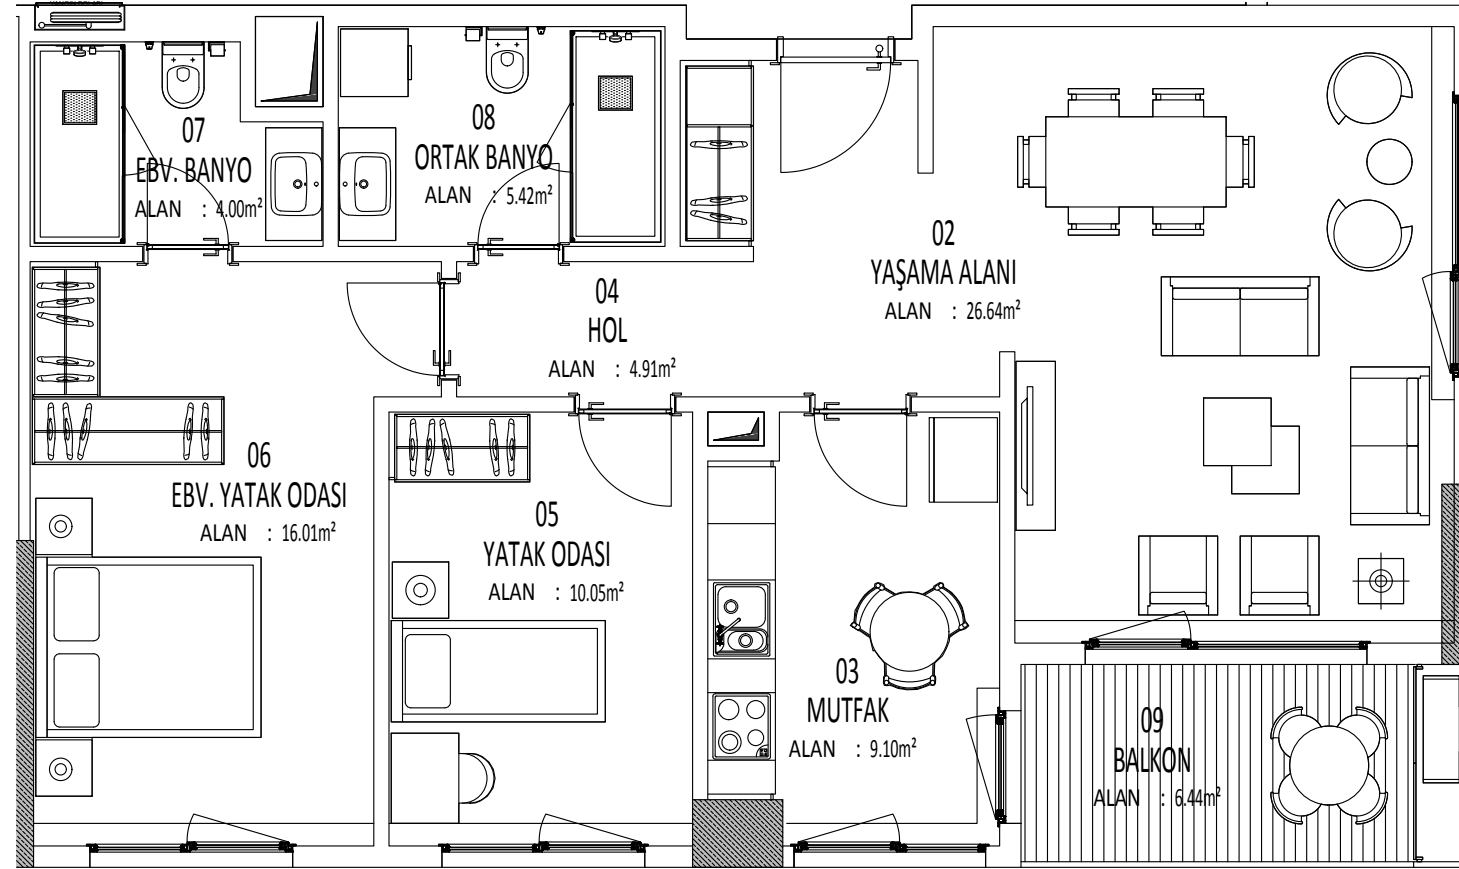 07
EBV. BANYO
ALAN : 4.00m²
08
ORTAK BANYO
ALAN : 5.42m²
02
YAŞAMA ALANI
ALAN : 26.64m²
04
HOL
ALAN : 4.91m²
06
EBV. YATAK ODASI
ALAN : 16.01m²
05
YATAK ODASI
ALAN : 10.05m²
03
MUTFAK
ALAN : 9.10m²
09
BALKON
ALAN : 6.44m²